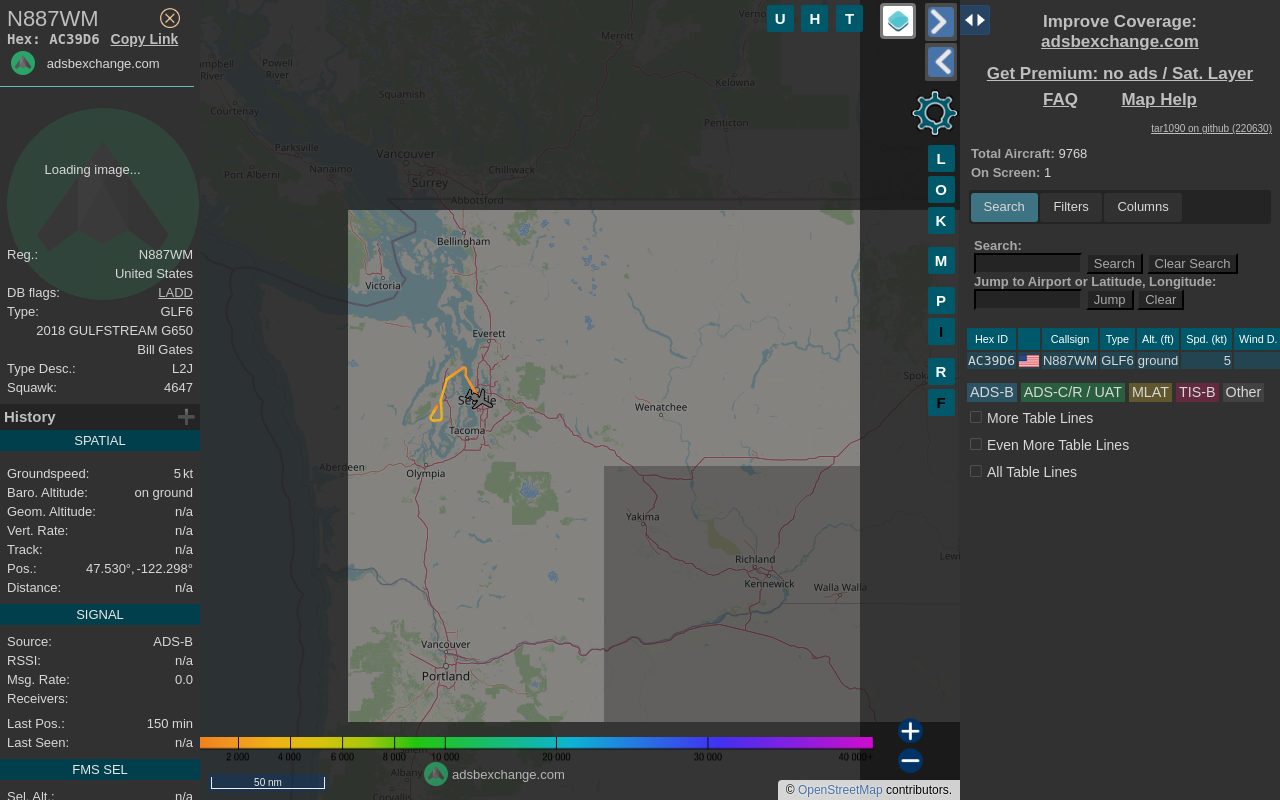 N887WM
Hex: AC39D6 Copy Link
adsbexchange.com
Loading image...
Reg.: N887WM
United States
DB flags: LADD
Type: GLF6
2018 GULFSTREAM G650
Bill Gates
Type Desc.: L2J
Squawk: 4647
History
SPATIAL
Groundspeed: 5 kt
Baro. Altitude: on ground
Geom. Altitude: n/a
Vert. Rate: n/a
Track: n/a
Pos.: 47.530°, -122.298°
Distance: n/a
SIGNAL
Source: ADS-B
RSSI: n/a
Msg. Rate: 0.0
Receivers:
Last Pos.: 150 min
Last Seen: n/a
FMS SEL
Sel. Alt.: n/a
U H T
Merritt
Powell
River
River
Squamish
Kelowna
Courtenay
Penticton
Parksville
Vancouver
Nanaimo
Port Alberni
Chilliwack
Surrey
Abbotsford
Bellingham
Victoria
Everett
Wenatchee
Tacoma
Aberdeen
Olympia
Yakima
Richland
Kennewick
Walla Walla
Vancouver
Portland
Albany
Corvallis
L
O
K
M
P
I
R
F
2 000 4 000 6 000 8 000 10 000 20 000 30 000 40 000+
adsbexchange.com
50 nm
© OpenStreetMap contributors.
Improve Coverage:
adsbexchange.com
Get Premium: no ads / Sat. Layer
FAQ Map Help
tar1090 on github (220630)
Total Aircraft: 9768
On Screen: 1
Search Filters Columns
Search:
Search Clear Search
Jump to Airport or Latitude, Longitude:
Jump Clear
Hex ID Callsign Type Alt. (ft) Spd. (kt) Wind D.
AC39D6 N887WM GLF6 ground 5
ADS-B ADS-C/R / UAT MLAT TIS-B Other
More Table Lines
Even More Table Lines
All Table Lines